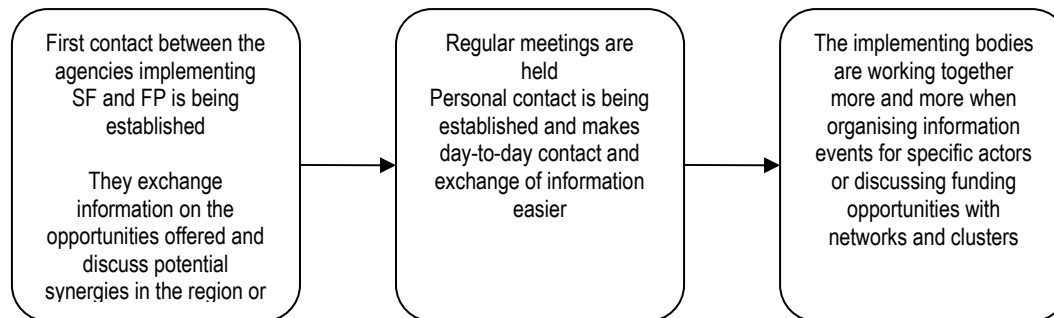 First contact between the
agencies implementing
SF and FP is being
established
They exchange
information on the
opportunities offered and
discuss potential
synergies in the region or
Regular meetings are
held
Personal contact is being
established and makes
day-to-day contact and
exchange of information
easier
The implementing bodies
are working together
more and more when
organising information
events for specific actors
or discussing funding
opportunities with
networks and clusters